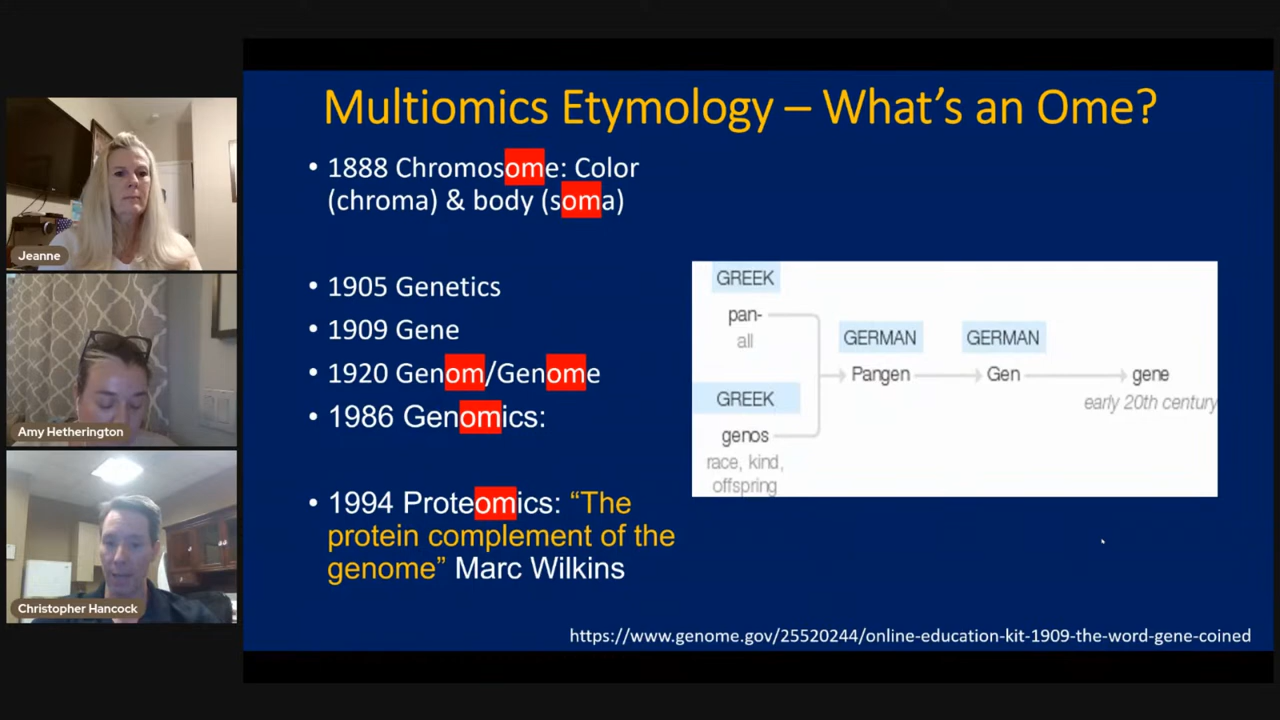 Multiomics Etymology – What's an Ome?
• 1888 Chromosome: Color
(chroma) & body (soma)
• 1905 Genetics
• 1909 Gene
• 1920 Genom/Genome
• 1986 Genomics:
• 1994 Proteomics: “The
protein complement of the
genome” Marc Wilkins
GREEK
pan-
all
GREEK
genos
race, kind,
offspring
GERMAN
Pangen
GERMAN
Gen
gene
early 20th century
https://www.genome.gov/25520244/online-education-kit-1909-the-word-gene-coined
Jeanne
Amy Hetherington
Christopher Hancock